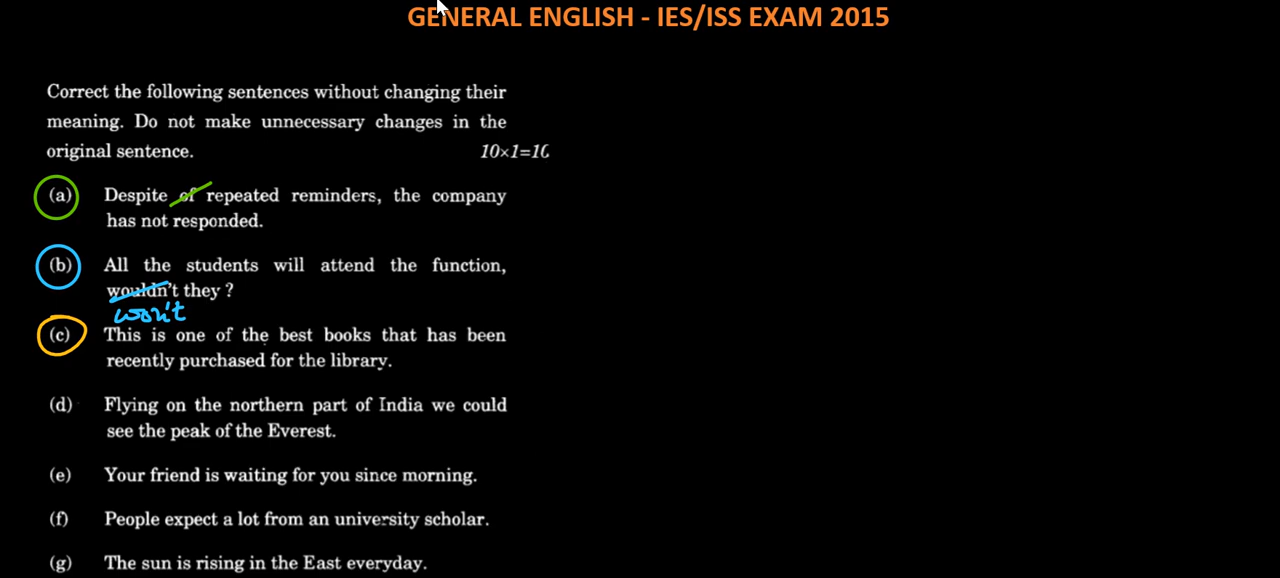 GENERAL ENGLISH - IES/ISS EXAM 2015
Correct the following sentences without changing their
meaning. Do not make unnecessary changes in the
original sentence. 10×1=10
(a) Despite of repeated reminders, the company
has not responded.
(b) All the students will attend the function,
wouldn't they ?
won't
(c) This is one of the best books that has been
recently purchased for the library.
(d) Flying on the northern part of India we could
see the peak of the Everest.
(e) Your friend is waiting for you since morning.
(f) People expect a lot from an university scholar.
(g) The sun is rising in the East everyday.